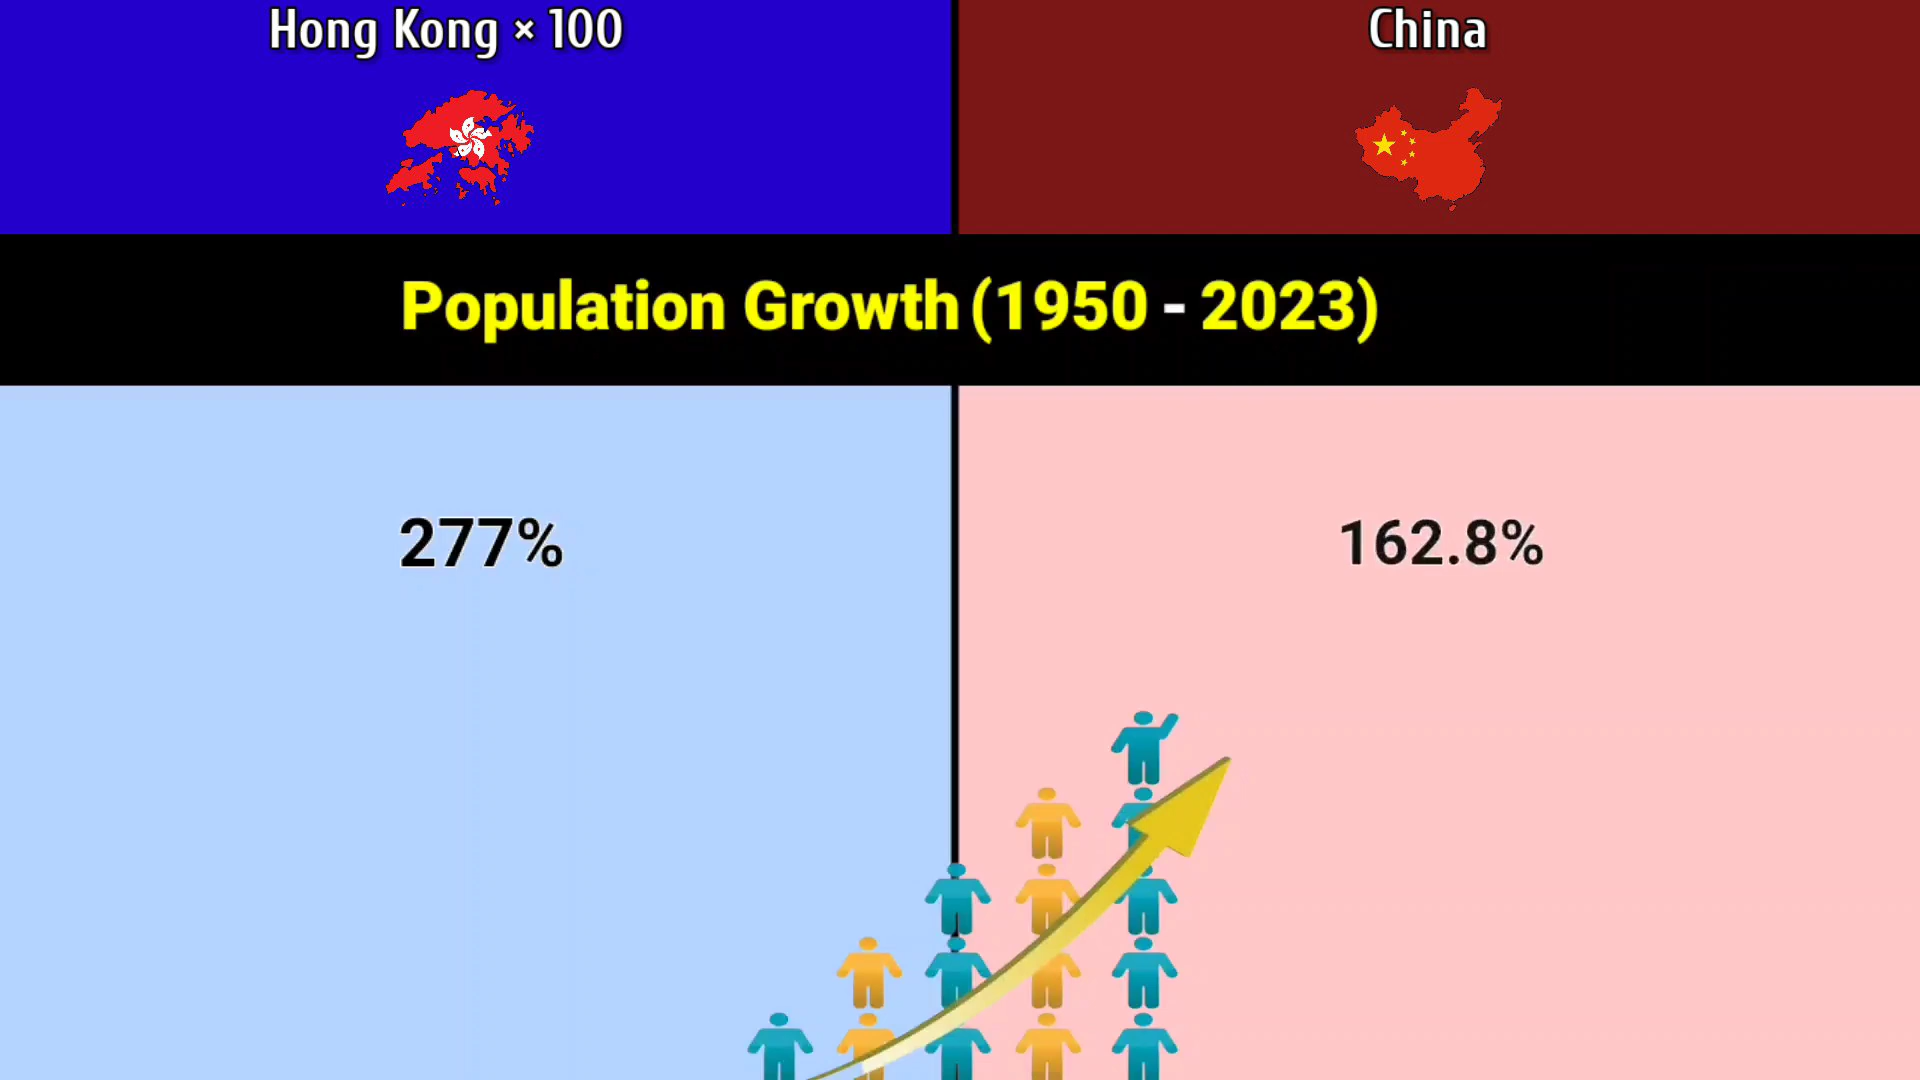 Hong Kong × 100
China
Population Growth (1950 - 2023)
277%
162.8%